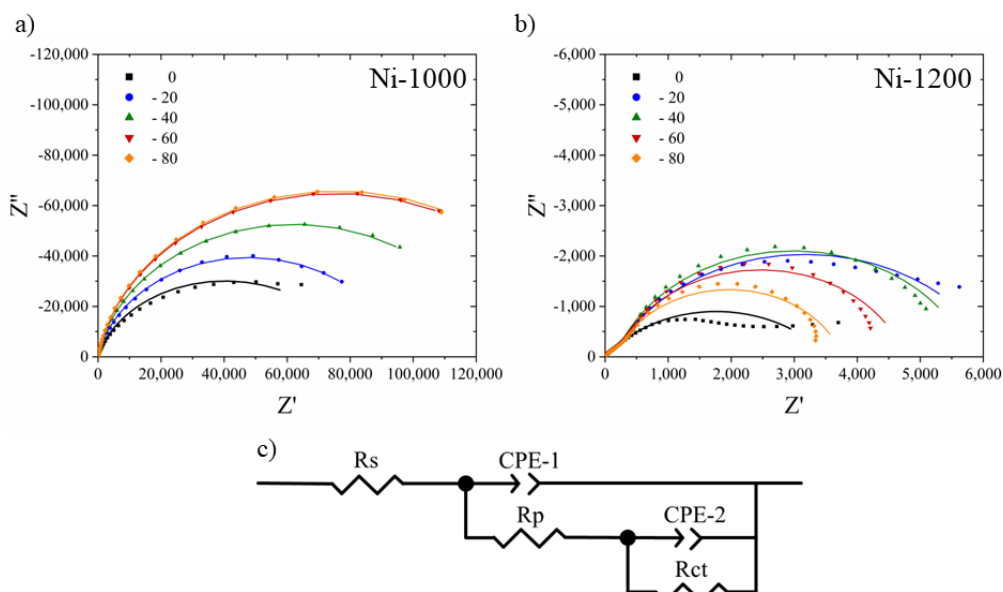 a)
Ni-1000
-120,000
-100,000
-80,000
-60,000
-40,000
-20,000
0
Z''
0
- 20
- 40
- 60
- 80
0 20,000 40,000 60,000 80,000 100,000 120,000
Z'
b)
Ni-1200
-6,000
-5,000
-4,000
-3,000
-2,000
-1,000
0
Z''
0
- 20
- 40
- 60
- 80
0 1,000 2,000 3,000 4,000 5,000 6,000
Z'
c)
Rs
CPE-1
Rp
CPE-2
Rct